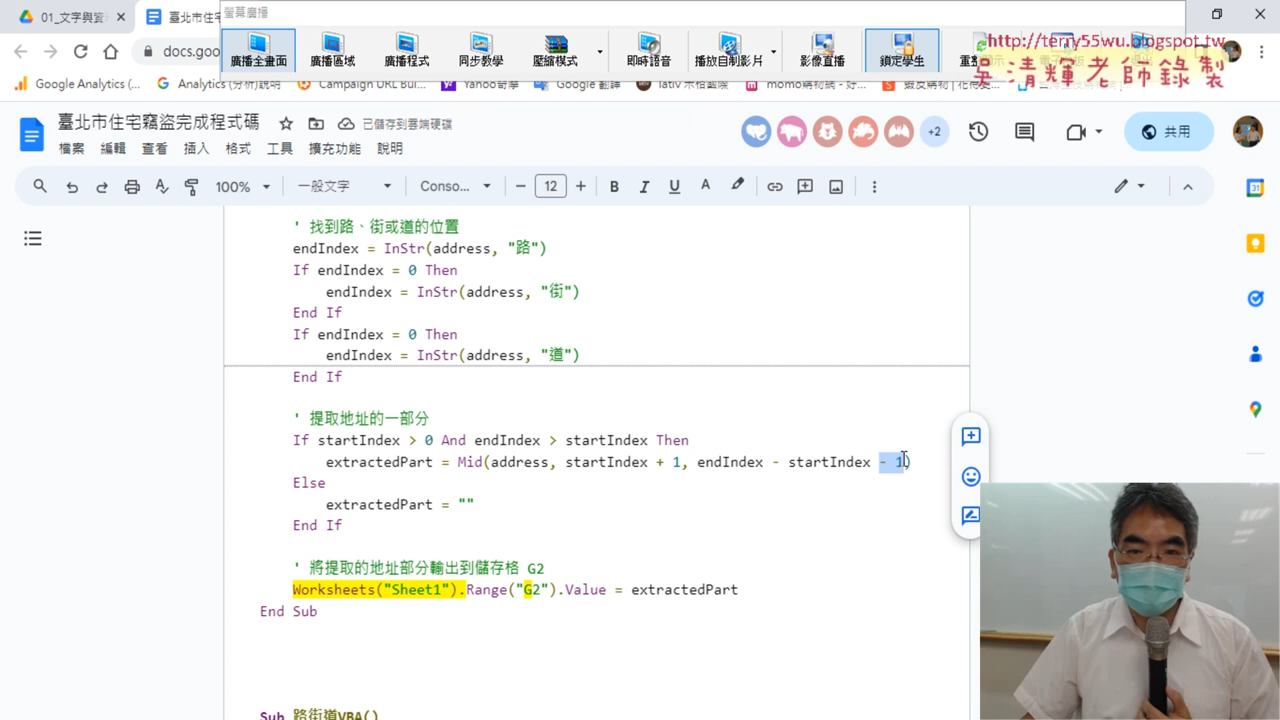 01_文字與資
臺北市住宅
螢幕廣播
廣播全畫面
廣播區域
廣播程式
同步教學
壓縮模式
即時語音
播放自制影片
影像直播
鎖定學生
http://terry55wu.blogspot.tw
吳清輝老師錄製
docs.goo
Google Analytics (...
Google Analytics (分析)說明
Campaign URL Buil...
Yahoo奇摩
Google 翻譯
臺北市住宅竊盜完成程式碼
已儲存到雲端硬碟
+2
共用
檔案
編輯
查看
插入
格式
工具
擴充功能
說明
100%
一般文字
Conso...
12
B
I
U
A
' 找到路、街或道的位置
endIndex = InStr(address, "路")
If endIndex = 0 Then
endIndex = InStr(address, "街")
End If
If endIndex = 0 Then
endIndex = InStr(address, "道")
End If
' 提取地址的一部分
If startIndex > 0 And endIndex > startIndex Then
extractedPart = Mid(address, startIndex + 1, endIndex - startIndex - 1)
Else
extractedPart = ""
End If
' 將提取的地址部分輸出到儲存格 G2
Worksheets("Sheet1").Range("G2").Value = extractedPart
End Sub
Sub 路街道VBA()
31